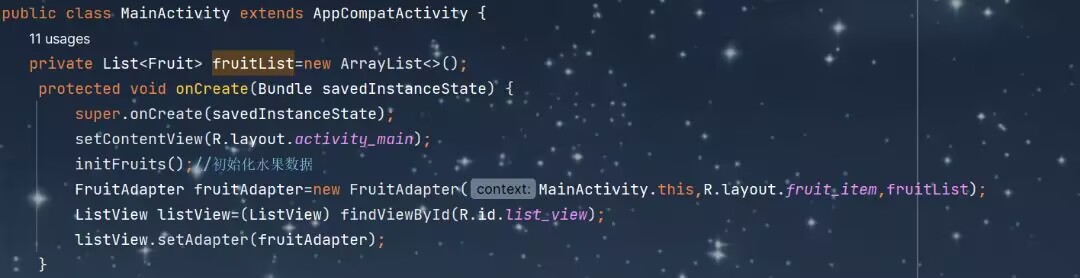 public class MainActivity extends AppCompatActivity {
11 usages
private List<Fruit> fruitList=new ArrayList<>();
protected void onCreate(Bundle savedInstanceState) {
super.onCreate(savedInstanceState);
setContentView(R.layout.activity_main);
initFruits();//初始化水果数据
FruitAdapter fruitAdapter=new FruitAdapter( context: MainActivity.this,R.layout.fruit_item,fruitList);
ListView listView=(ListView) findViewById(R.id.list_view);
listView.setAdapter(fruitAdapter);
}